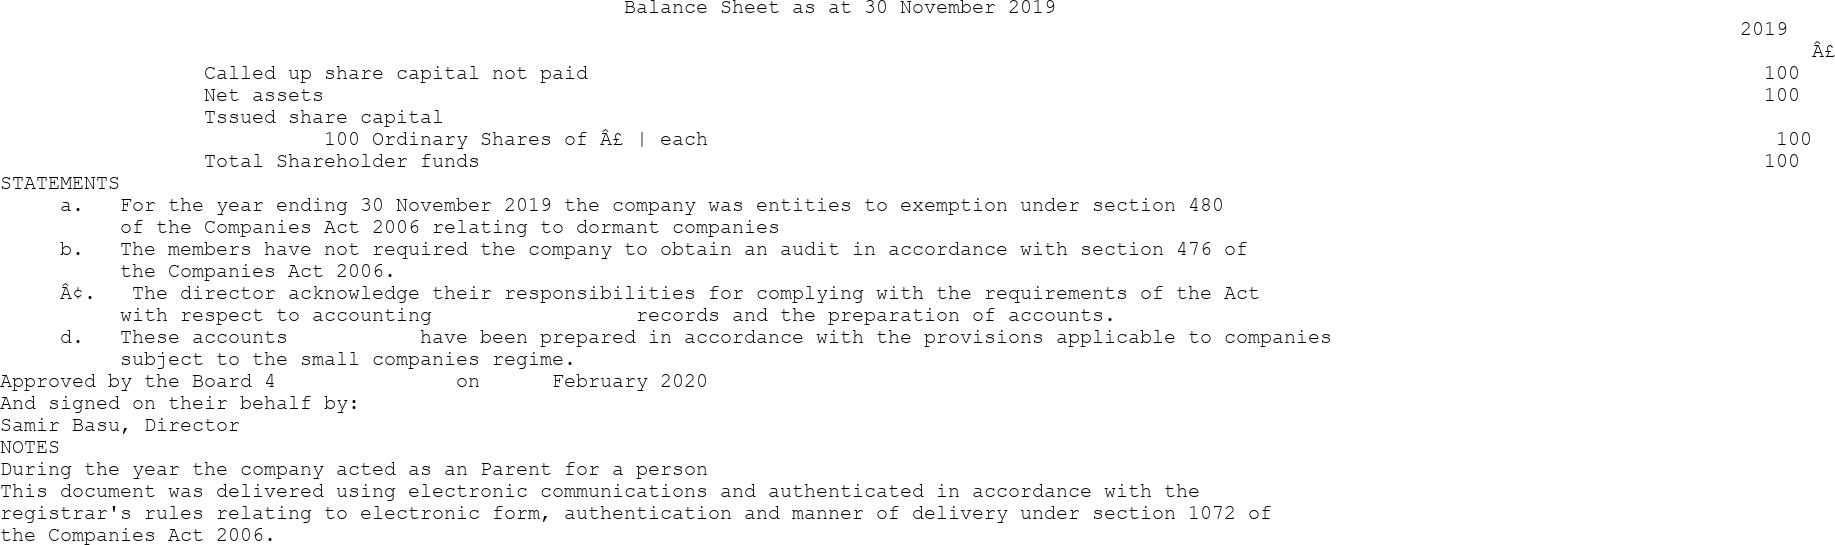 Balance Sheet as at 30 November 2019
2019
Â£
Called up share capital not paid 100
Net assets 100
Tssued share capital
100 Ordinary Shares of Â£ | each 100
Total Shareholder funds 100
STATEMENTS
a. For the year ending 30 November 2019 the company was entities to exemption under section 480
of the Companies Act 2006 relating to dormant companies
b. The members have not required the company to obtain an audit in accordance with section 476 of
the Companies Act 2006.
Â¢. The director acknowledge their responsibilities for complying with the requirements of the Act
with respect to accounting records and the preparation of accounts.
d. These accounts have been prepared in accordance with the provisions applicable to companies
subject to the small companies regime.
Approved by the Board 4 on February 2020
And signed on their behalf by:
Samir Basu, Director
NOTES
During the year the company acted as an Parent for a person
This document was delivered using electronic communications and authenticated in accordance with the
registrar's rules relating to electronic form, authentication and manner of delivery under section 1072 of
the Companies Act 2006.